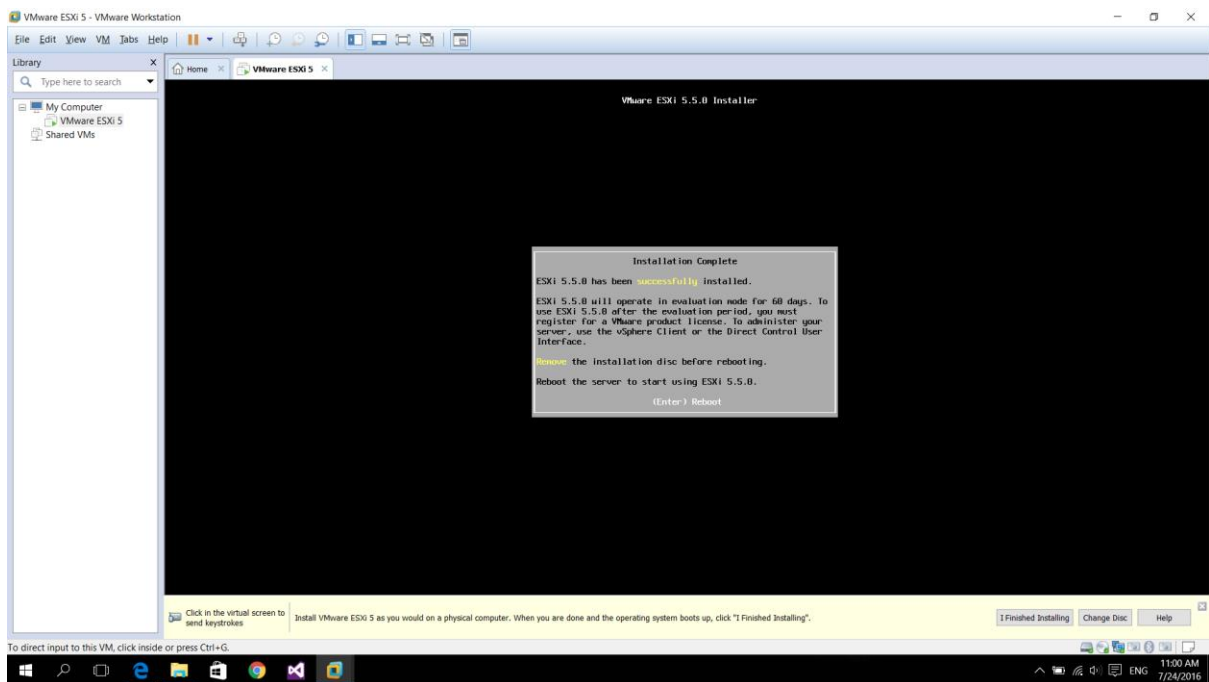 VMware ESXi 5 - VMware Workstation
File Edit View VM Tabs Help
Library X
Home VMware ESXi 5
Type here to search
My Computer
VMware ESXi 5
Shared VMs
VMware ESXi 5.5.0 Installer
Installation Complete
ESXi 5.5.0 has been successfully installed.
ESXi 5.5.0 will operate in evaluation mode for 60 days. To
use ESXi 5.5.0 after the evaluation period, you must
register for a VMware product license. To administer your
server, use the vSphere Client or the Direct Control User
Interface.
Remove the installation disc before rebooting.
Reboot the server to start using ESXi 5.5.0.
(Enter) Reboot
Click in the virtual screen to
send keystrokes
Install VMware ESXi 5 as you would on a physical computer. When you are done and the operating system boots up, click "I Finished Installing".
I Finished Installing Change Disc Help
To direct input to this VM, click inside or press Ctrl+G.
ENG
11:00 AM
7/24/2016